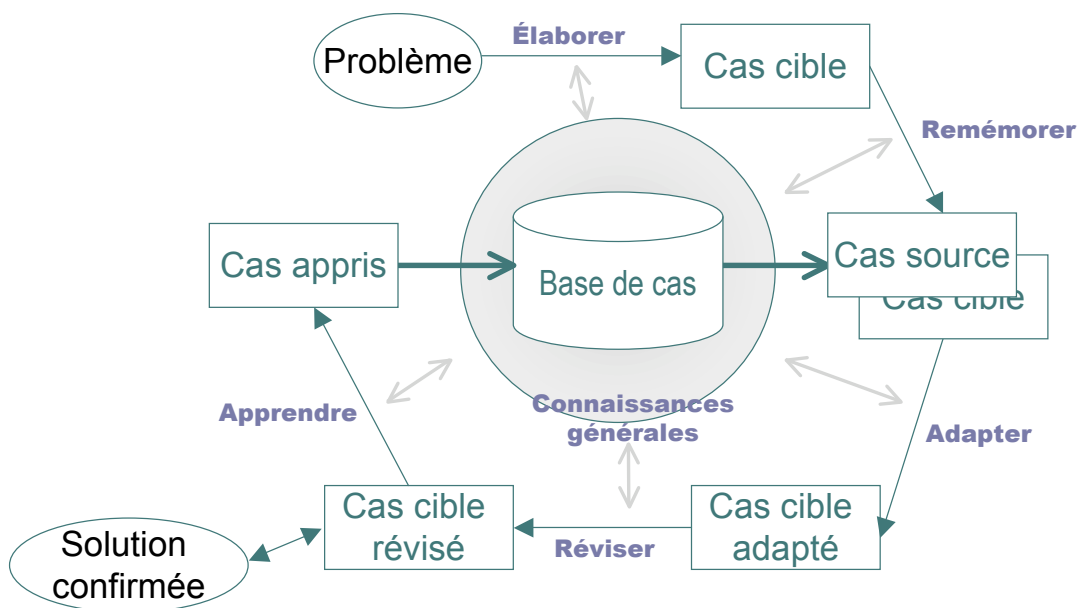 Élaborer
Problème
Cas cible
Remémorer
Cas appris
Base de cas
Cas source
Cas cible
Apprendre
Connaissances
générales
Adapter
Cas cible
révisé
Réviser
Cas cible
adapté
Solution
confirmée